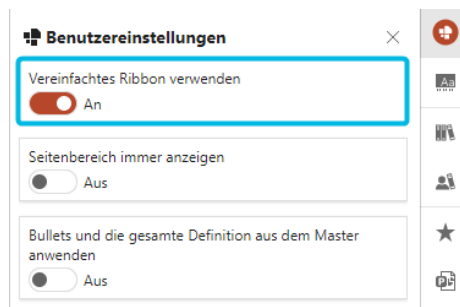 Benutzereinstellungen
Vereinfachtes Ribbon verwenden
An
Aa
Seitenbereich immer anzeigen
Aus
Bullets und die gesamte Definition aus dem Master
anwenden
Aus
P